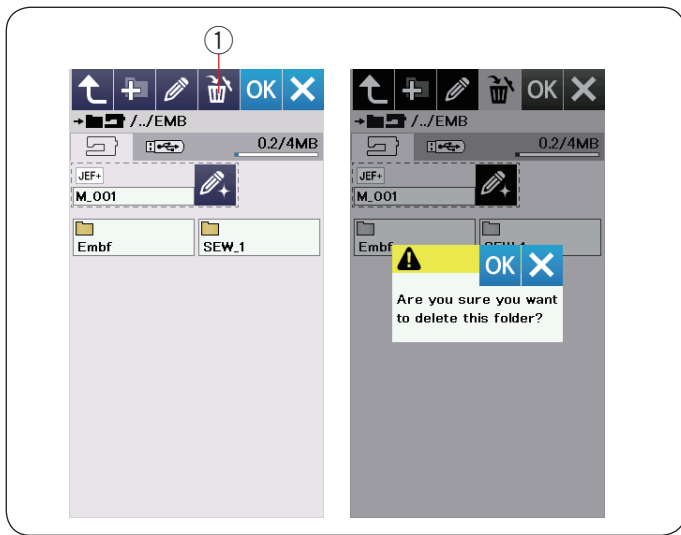 1
OK
→ /../EMB
0.2/4MB
JEF+
M_001
Embf SEW_1
OK
→ /../EMB
0.2/4MB
JEF+
M_001
Embf
OK
Are you sure you want
to delete this folder?